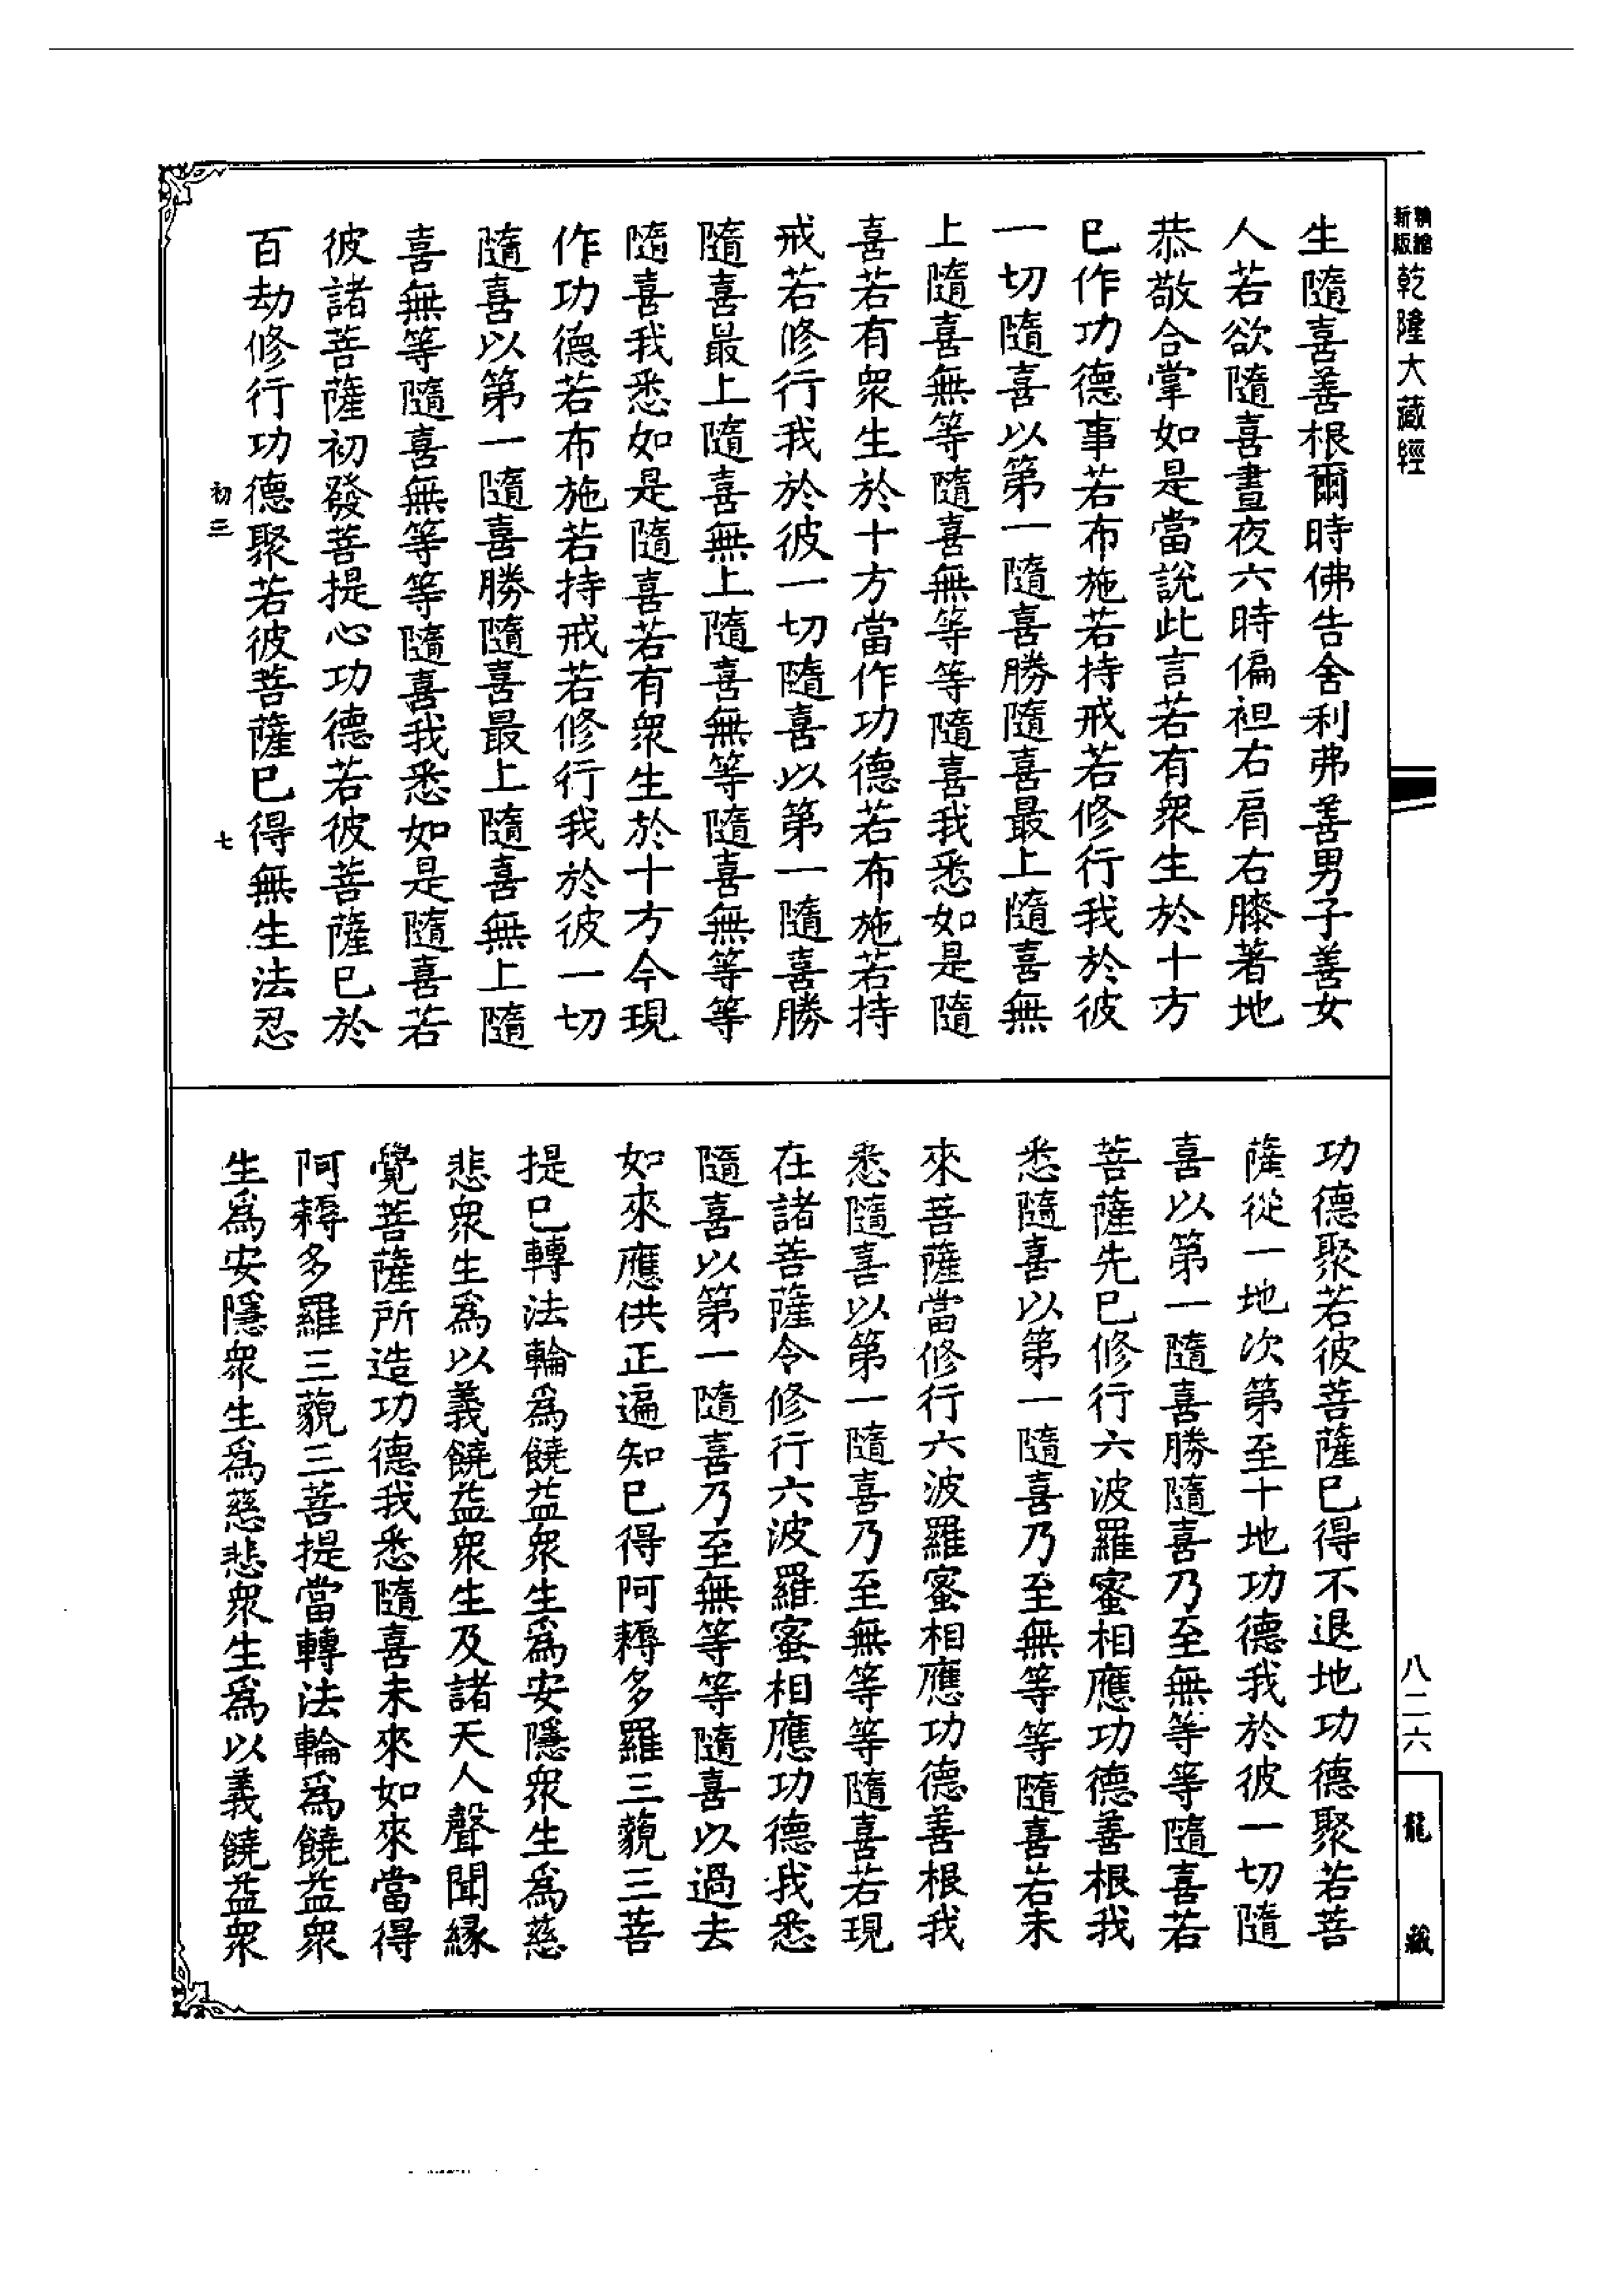 新版
精縮
乾隆大藏經
生隨喜善根爾時佛告舍利弗善男子善女
人若欲隨喜晝夜六時偏袒右肩右膝著地
恭敬合掌如是當說此言若有衆生於十方
已作功德事若布施若持戒若修行我於彼
一切隨喜以第一隨喜勝隨喜最上隨喜無
上隨喜無等隨喜無等等隨喜我悉如是隨
喜若有衆生於十方當作功德若布施若持
戒若修行我於彼一切隨喜以第一隨喜勝
隨喜最上隨喜無上隨喜無等隨喜無等等
隨喜我悉如是隨喜若有衆生於十方今現
作功德若布施若持戒若修行我於彼一切
隨喜以第一隨喜勝隨喜最上隨喜無上隨
喜無等隨喜無等等隨喜我悉如是隨喜若
彼諸菩薩初發菩提心功德若彼菩薩已於
百劫修行功德聚若彼菩薩已得無生法忍
初三
七
功德聚若彼菩薩已得不退地功德聚若菩
薩從一地次第至十地功德我於彼一切隨
喜以第一隨喜勝隨喜乃至無等等隨喜若
菩薩先已修行六波羅蜜相應功德善根我
悉隨喜以第一隨喜乃至無等等隨喜若未
來菩薩當修行六波羅蜜相應功德善根我
悉隨喜以第一隨喜乃至無等等隨喜若現
在諸菩薩令修行六波羅蜜相應功德我悉
隨喜以第一隨喜乃至無等等隨喜以過去
如來應供正遍知已得阿耨多羅三藐三菩
提已轉法輪爲饒益衆生爲安隱衆生爲慈
悲衆生爲以義饒益衆生及諸天人聲聞緣
覺菩薩所造功德我悉隨喜未來如來當得
阿耨多羅三藐三菩提當轉法輪爲饒益衆
生爲安隱衆生爲慈悲衆生爲以義饒益衆
八二六
龍藏